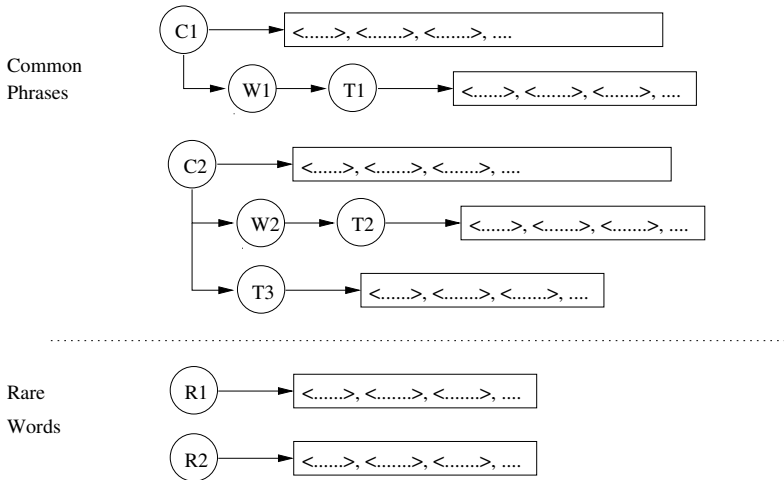 C1 <......>, <.......>, <.......>, ....
Common
Phrases
W1 T1 <......>, <.......>, <.......>, ....
C2 <......>, <.......>, <.......>, ....
W2 T2 <......>, <.......>, <.......>, ....
T3 <......>, <.......>, <.......>, ....
Rare
Words
R1 <......>, <.......>, <.......>, ....
R2 <......>, <.......>, <.......>, ....